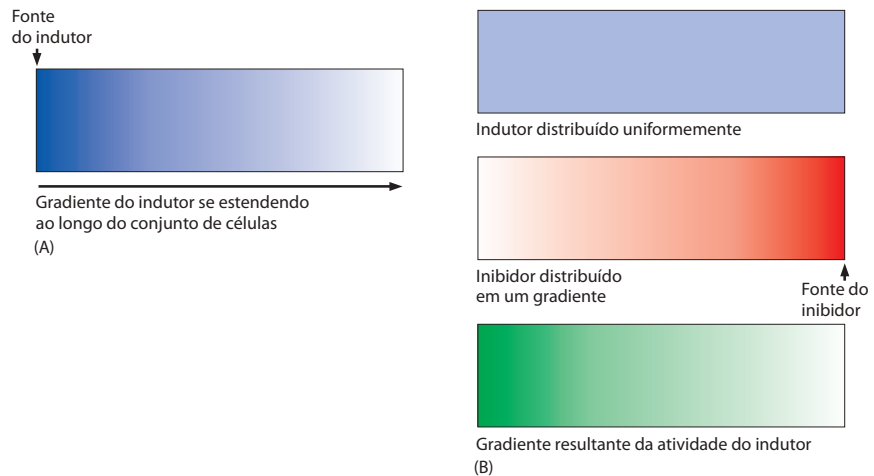 Fonte
do indutor
Gradiente do indutor se estendendo
ao longo do conjunto de células
(A)
Indutor distribuído uniformemente
Inibidor distribuído
em um gradiente
Fonte do
inibidor
Gradiente resultante da atividade do indutor
(B)